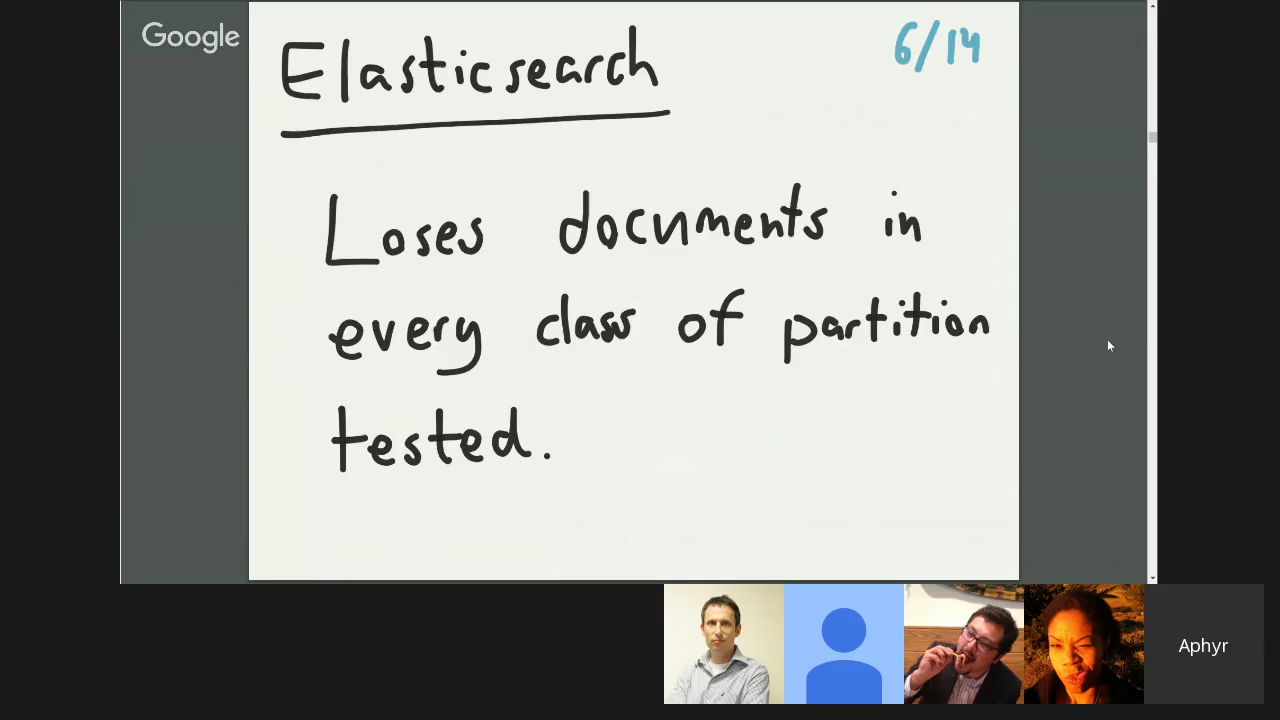 Google
Elasticsearch
6/14
Loses documents in
every class of partition
tested.
Aphyr